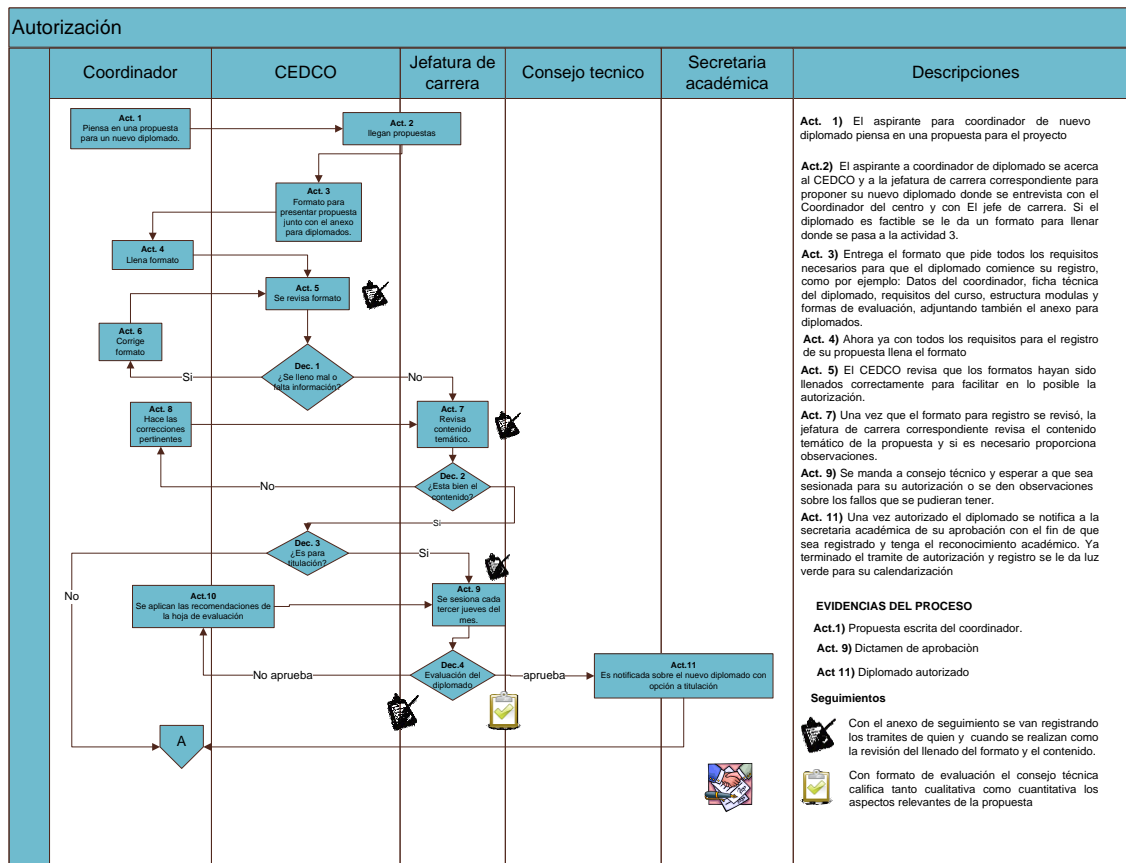 Autorización
Coordinador
CEDCO
Jefatura de
carrera
Consejo tecnico
Secretaria
académica
Descripciones
Act. 1
Piensa en una propuesta
para un nuevo diplomado.
Act. 2
llegan propuestas
Act. 3
Formato para
presentar propuesta
junto con el anexo
para diplomados.
Act. 4
Llena formato
Act. 5
Se revisa formato
Act. 6
Corrige
formato
Dec. 1
¿Se lleno mal o
falta información?
Si
No
Act. 8
Hace las
correcciones
pertinentes
Act. 7
Revisa
contenido
temático.
Dec. 2
¿Esta bien el
contenido?
No
Si
Dec. 3
¿Es para
titulación?
Si
No
Act.10
Se aplican las recomendaciones de
la hoja de evaluación
Act. 9
Se sesiona cada
tercer jueves del
mes.
Dec.4
Evaluación del
diplomado
No aprueba
aprueba
Act.11
Es notificada sobre el nuevo diplomado con
opción a titulación
A
Act. 1) El aspirante para coordinador de nuevo
diplomado piensa en una propuesta para el proyecto
Act.2) El aspirante a coordinador de diplomado se acerca
al CEDCO y a la jefatura de carrera correspondiente para
proponer su nuevo diplomado donde se entrevista con el
Coordinador del centro y con El jefe de carrera. Si el
diplomado es factible se le da un formato para llenar
donde se pasa a la actividad 3.
Act. 3) Entrega el formato que pide todos los requisitos
necesarios para que el diplomado comience su registro,
como por ejemplo: Datos del coordinador, ficha técnica
del diplomado, requisitos del curso, estructura modulas y
formas de evaluación, adjuntando también el anexo para
diplomados.
Act. 4) Ahora ya con todos los requisitos para el registro
de su propuesta llena el formato
Act. 5) El CEDCO revisa que los formatos hayan sido
llenados correctamente para facilitar en lo posible la
autorización.
Act. 7) Una vez que el formato para registro se revisó, la
jefatura de carrera correspondiente revisa el contenido
temático de la propuesta y si es necesario proporciona
observaciones.
Act. 9) Se manda a consejo técnico y esperar a que sea
sesionada para su autorización o se den observaciones
sobre los fallos que se pudieran tener.
Act. 11) Una vez autorizado el diplomado se notifica a la
secretaria académica de su aprobación con el fin de que
sea registrado y tenga el reconocimiento académico. Ya
terminado el tramite de autorización y registro se le da luz
verde para su calendarización
EVIDENCIAS DEL PROCESO
Act.1) Propuesta escrita del coordinador.
Act. 9) Dictamen de aprobaciòn
Act 11) Diplomado autorizado
Seguimientos
Con el anexo de seguimiento se van registrando
los tramites de quien y cuando se realizan como
la revisión del llenado del formato y el contenido.
Con formato de evaluación el consejo técnica
califica tanto cualitativa como cuantitativa los
aspectos relevantes de la propuesta